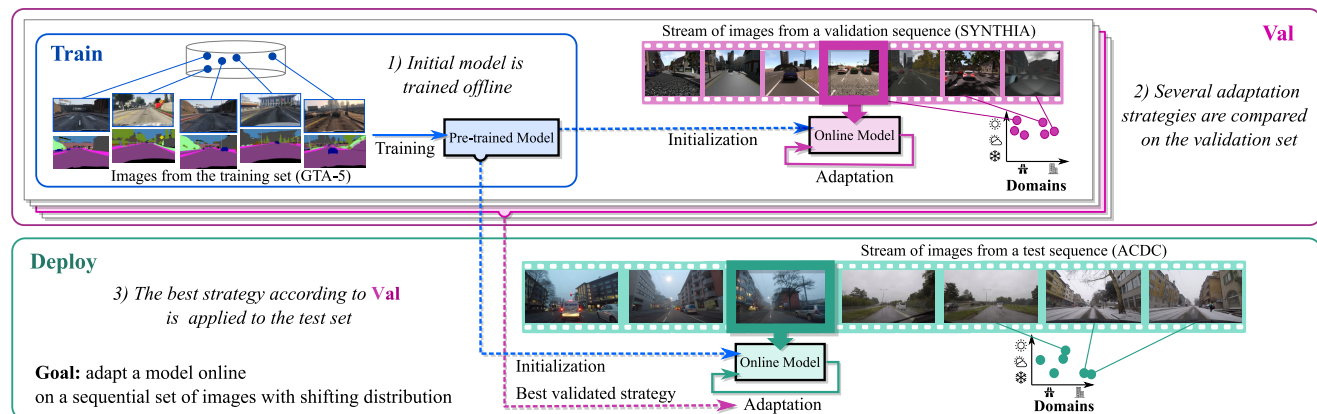 Train
1) Initial model is
trained offline
Images from the training set (GTA-5)
Training
Pre-trained Model
Initialization
Stream of images from a validation sequence (SYNTHIA)
Online Model
Adaptation
Domains
Val
2) Several adaptation
strategies are compared
on the validation set
Deploy
3) The best strategy according to Val
is applied to the test set
Goal: adapt a model online
on a sequential set of images with shifting distribution
Stream of images from a test sequence (ACDC)
Initialization
Best validated strategy
Online Model
Adaptation
Domains